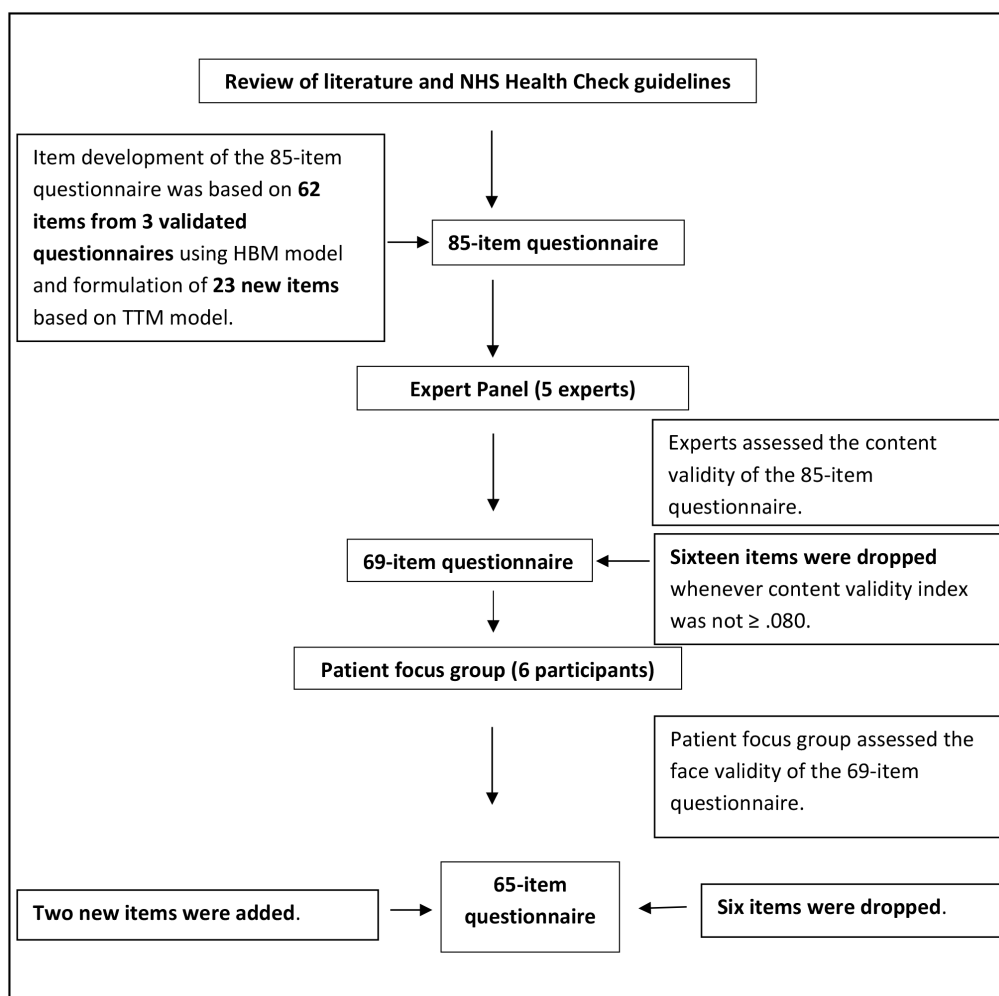 Review of literature and NHS Health Check guidelines
Item development of the 85-item
questionnaire was based on 62
items from 3 validated
questionnaires using HBM model
and formulation of 23 new items
based on TTM model.
85-item questionnaire
Expert Panel (5 experts)
Experts assessed the content
validity of the 85-item
questionnaire.
69-item questionnaire
Sixteen items were dropped
whenever content validity index
was not ≥ .080.
Patient focus group (6 participants)
Patient focus group assessed the
face validity of the 69-item
questionnaire.
65-item
questionnaire
Two new items were added.
Six items were dropped.